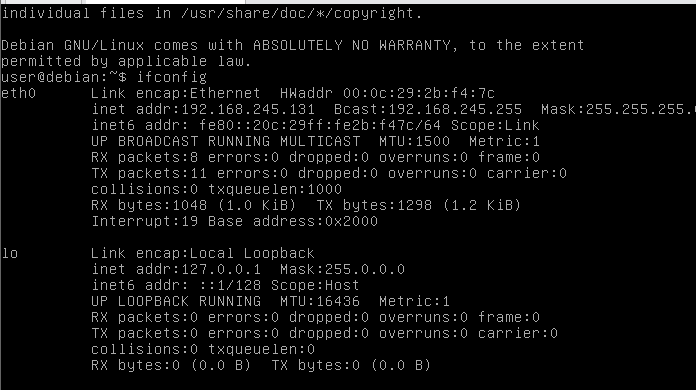 individual files in /usr/share/doc/*/copyright.
Debian GNU/Linux comes with ABSOLUTELY NO WARRANTY, to the extent
permitted by applicable law.
user@debian:~$ ifconfig
eth0      Link encap:Ethernet  HWaddr 00:0c:29:2b:f4:7c
          inet addr:192.168.245.131  Bcast:192.168.245.255  Mask:255.255.255.
          inet6 addr: fe80::20c:29ff:fe2b:f47c/64 Scope:Link
          UP BROADCAST RUNNING MULTICAST  MTU:1500  Metric:1
          RX packets:8 errors:0 dropped:0 overruns:0 frame:0
          TX packets:11 errors:0 dropped:0 overruns:0 carrier:0
          collisions:0 txqueuelen:1000
          RX bytes:1048 (1.0 KiB)  TX bytes:1298 (1.2 KiB)
          Interrupt:19 Base address:0x2000
lo        Link encap:Local Loopback
          inet addr:127.0.0.1  Mask:255.0.0.0
          inet6 addr: ::1/128 Scope:Host
          UP LOOPBACK RUNNING  MTU:16436  Metric:1
          RX packets:0 errors:0 dropped:0 overruns:0 frame:0
          TX packets:0 errors:0 dropped:0 overruns:0 carrier:0
          collisions:0 txqueuelen:0
          RX bytes:0 (0.0 B)  TX bytes:0 (0.0 B)